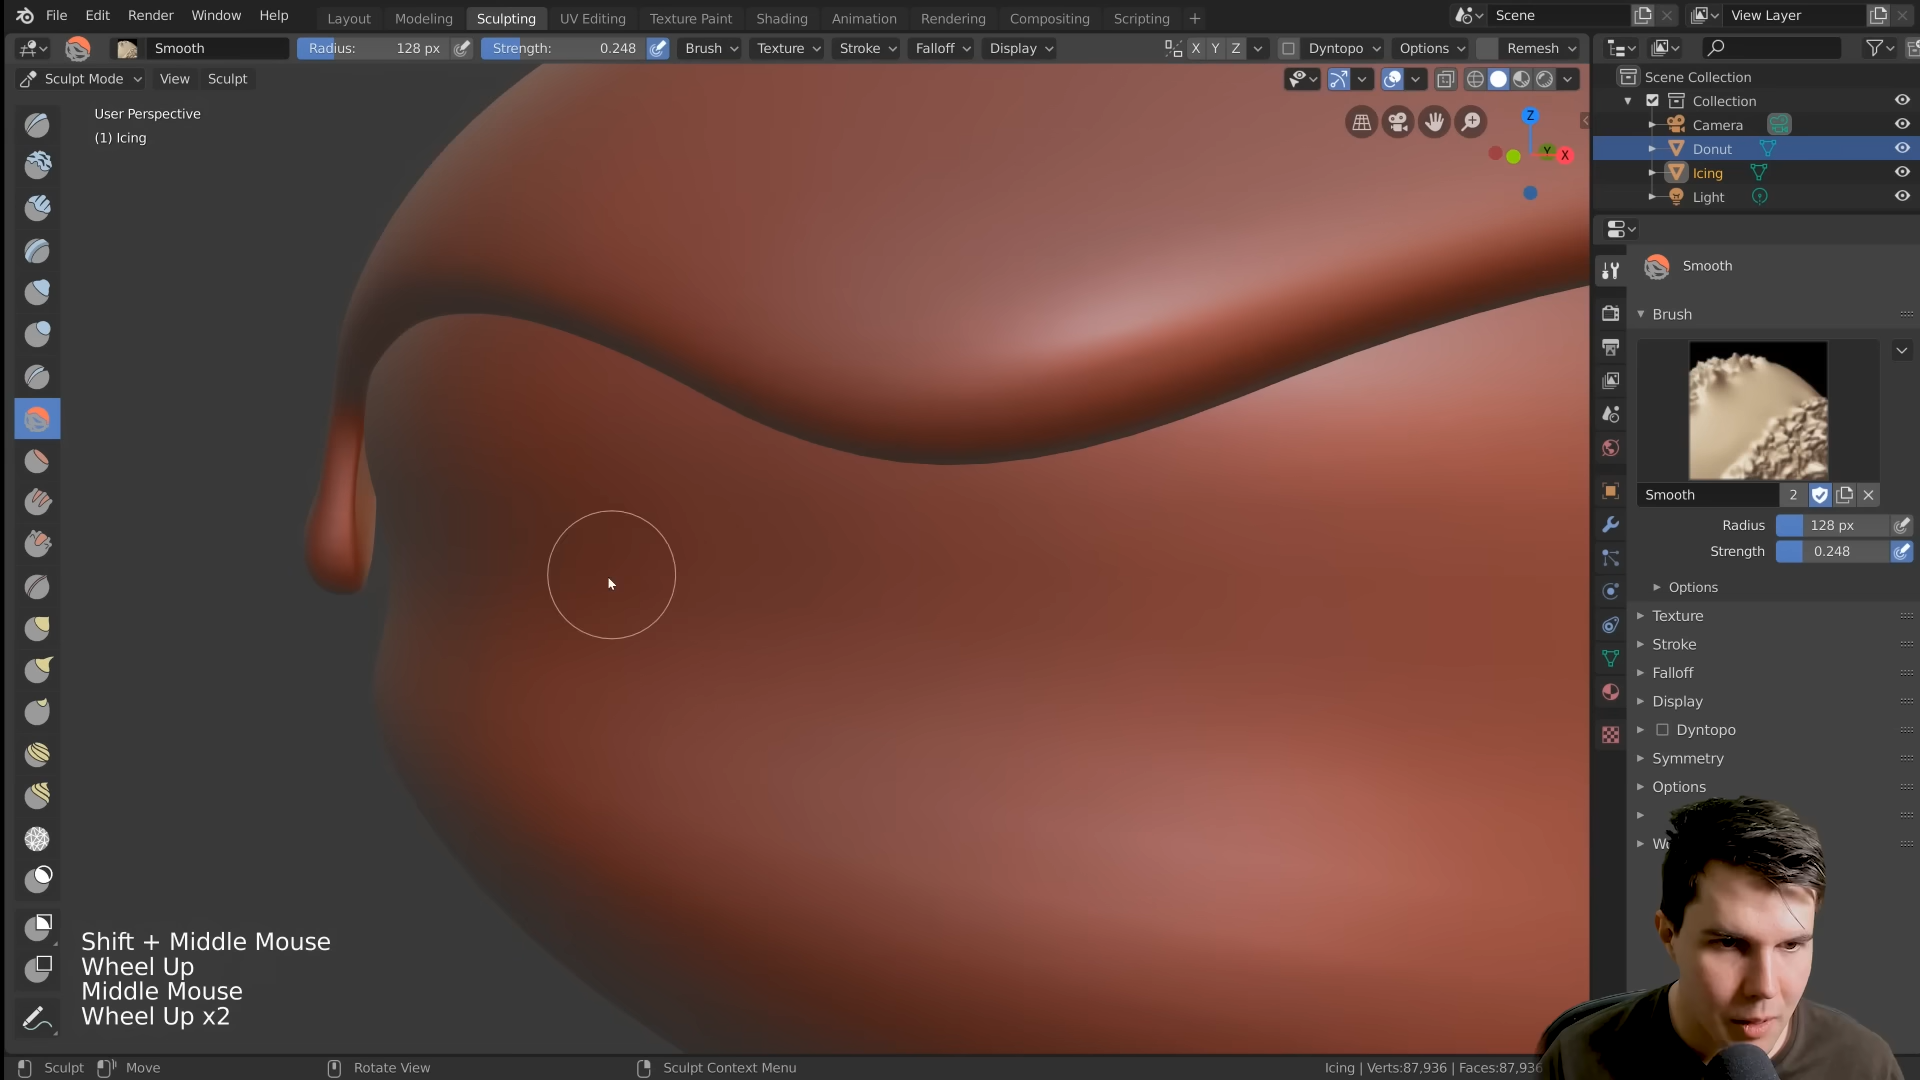 File Edit Render Window Help Layout Modeling Sculpting UV Editing Texture Paint Shading Animation Rendering Compositing Scripting + Scene View Layer
Smooth Radius: 128 px Strength: 0.248 Brush Texture Stroke Falloff Display X Y Z Dyntopo Options Remesh
Sculpt Mode View Sculpt
User Perspective
(1) Icing
Z
Y
X
Scene Collection
Collection
Camera
Donut
Icing
Light
Smooth
Brush
Smooth 2
Radius 128 px
Strength 0.248
Options
Texture
Stroke
Falloff
Display
Dyntopo
Symmetry
Options
Shift + Middle Mouse
Wheel Up
Middle Mouse
Wheel Up x2
Sculpt Move Rotate View Sculpt Context Menu Icing | Verts:87,936 | Faces:87,936